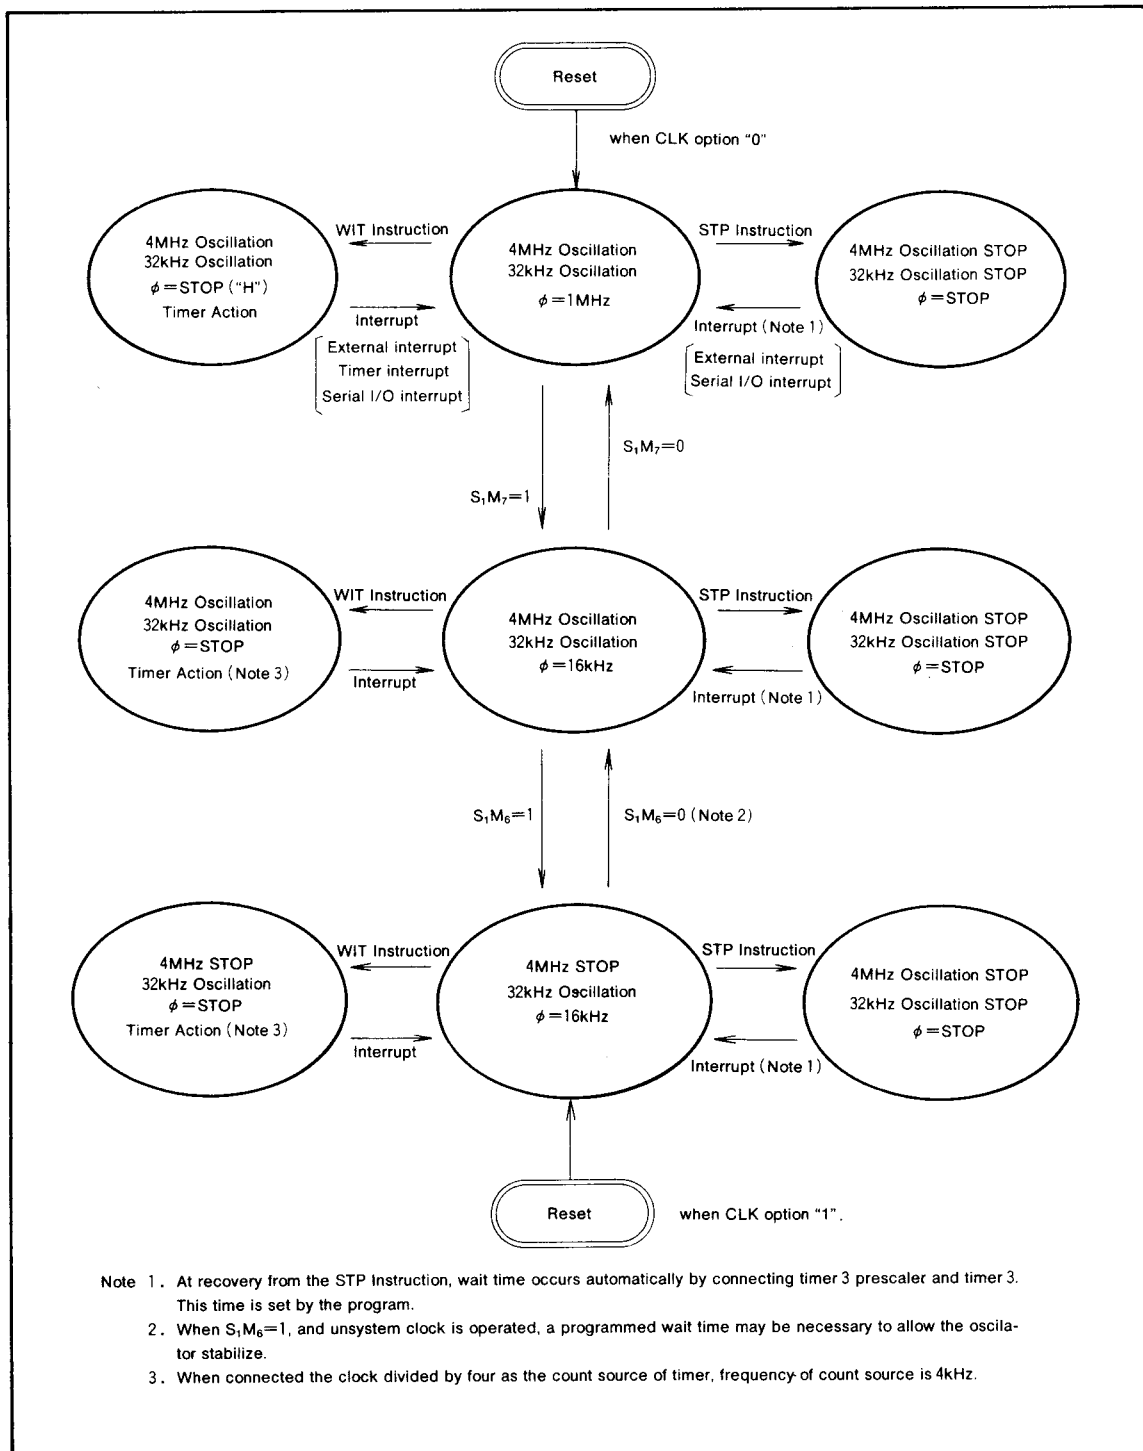 Reset
when CLK option “0”
4MHz Oscillation
32kHz Oscillation
φ=STOP (“H”)
Timer Action
WIT Instruction
Interrupt
External interrupt
Timer interrupt
Serial I/O interrupt
4MHz Oscillation
32kHz Oscillation
φ=1MHz
STP Instruction
Interrupt (Note 1)
External interrupt
Serial I/O interrupt
4MHz Oscillation STOP
32kHz Oscillation STOP
φ=STOP
S₁M₇=0
S₁M₇=1
4MHz Oscillation
32kHz Oscillation
φ=STOP
Timer Action (Note 3)
WIT Instruction
Interrupt
4MHz Oscillation
32kHz Oscillation
φ=16kHz
STP Instruction
Interrupt (Note 1)
4MHz Oscillation STOP
32kHz Oscillation STOP
φ=STOP
S₁M₆=1
S₁M₆=0 (Note 2)
4MHz STOP
32kHz Oscillation
φ=STOP
Timer Action (Note 3)
WIT Instruction
Interrupt
4MHz STOP
32kHz Oscillation
φ=16kHz
STP Instruction
Interrupt (Note 1)
4MHz Oscillation STOP
32kHz Oscillation STOP
φ=STOP
Reset
when CLK option “1”.
Note 1. At recovery from the STP Instruction, wait time occurs automatically by connecting timer 3 prescaler and timer 3.
This time is set by the program.
2. When S₁M₆=1, and unsystem clock is operated, a programmed wait time may be necessary to allow the oscila-
tor stabilize.
3. When connected the clock divided by four as the count source of timer, frequency of count source is 4kHz.